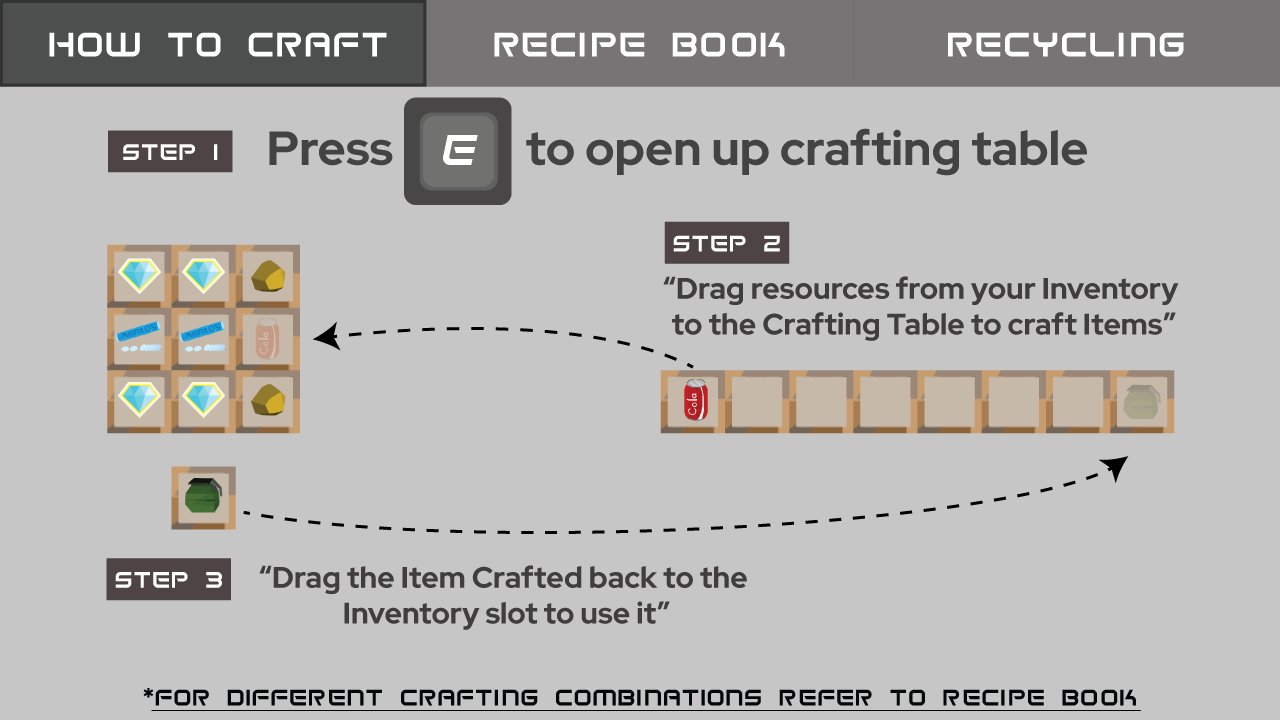 HOW TO CRAFT
RECIPE BOOK
RECYCLING
STEP 1
Press E to open up crafting table
STEP 2
“Drag resources from your Inventory
to the Crafting Table to craft Items”
Cola
Cola
STEP 3
“Drag the Item Crafted back to the
Inventory slot to use it”
*FOR DIFFERENT CRAFTING COMBINATIONS REFER TO RECIPE BOOK